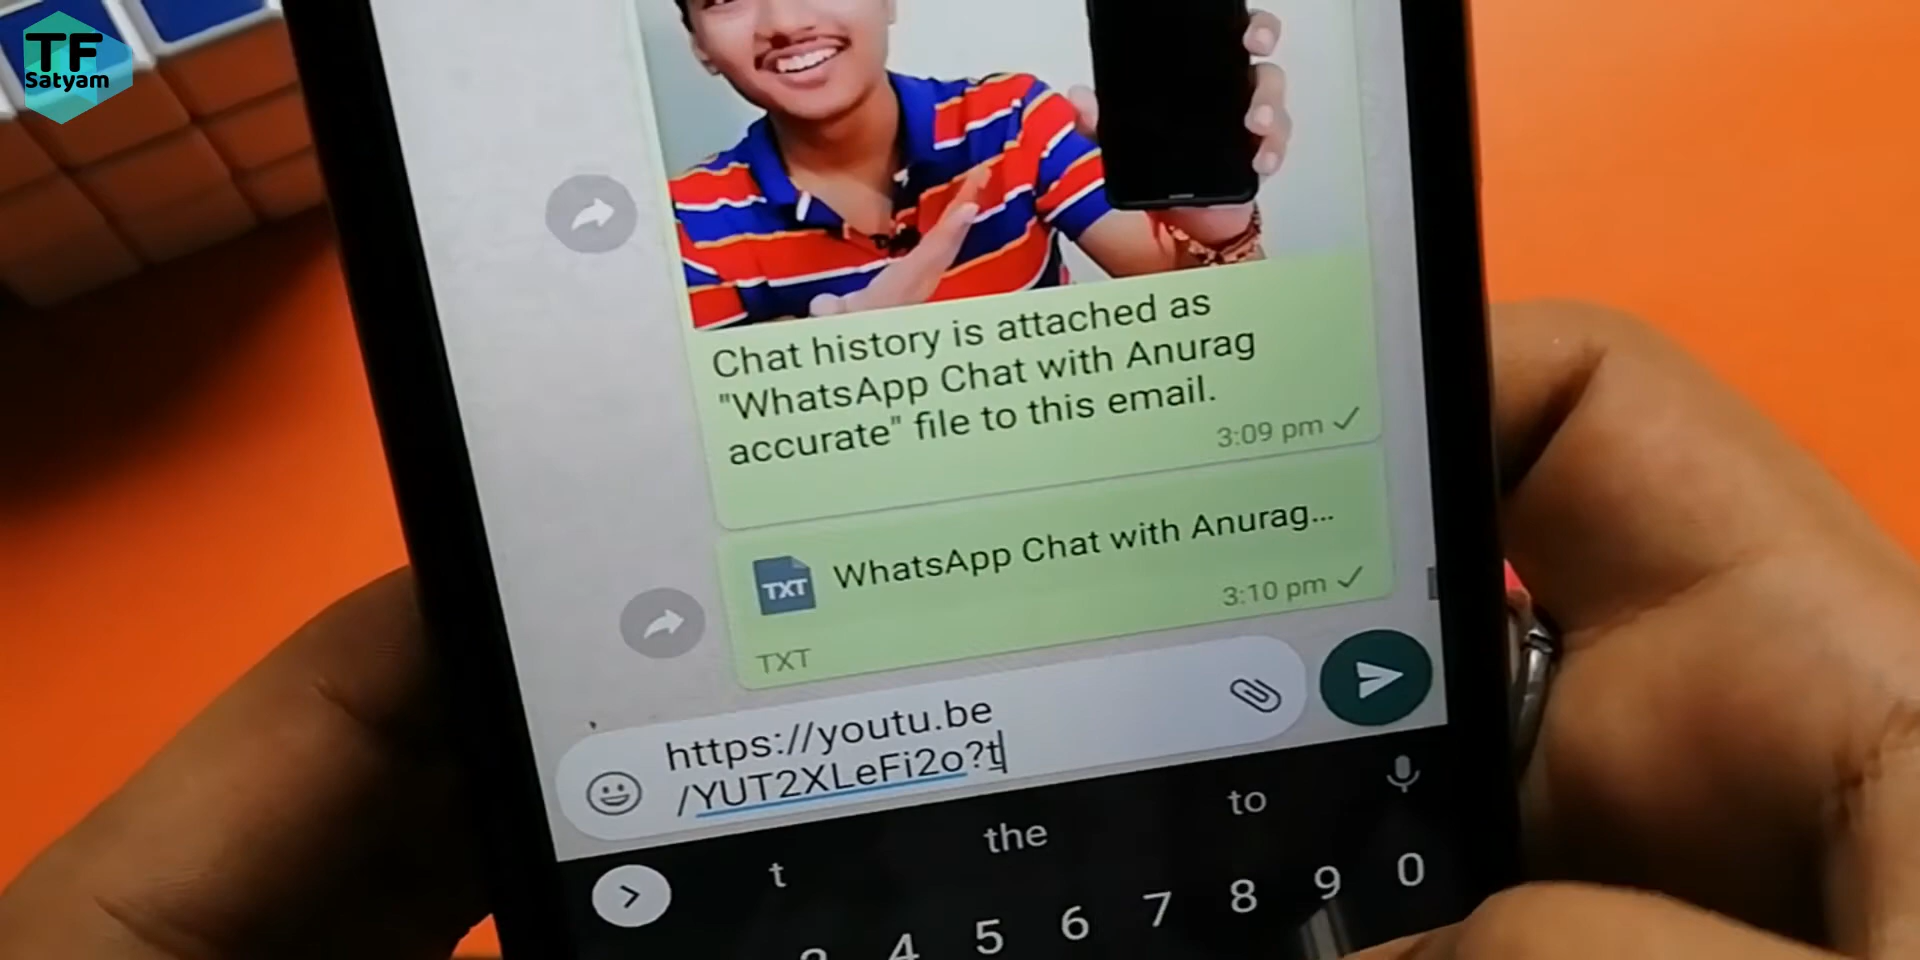 TF
Satyam
Chat history is attached as
"WhatsApp Chat with Anurag
accurate" file to this email.
3:09 pm
TXT
WhatsApp Chat with Anurag...
3:10 pm
TXT
https://youtu.be
/YUT2XLeFi2o?t
t the to
4 5 6 7 8 9 0